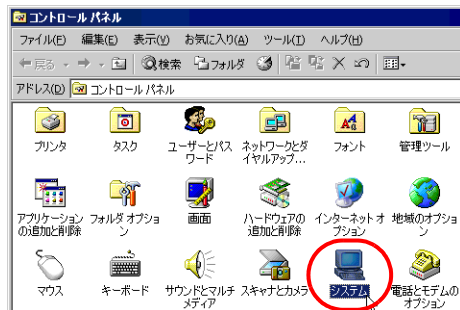 コントロール パネル
ファイル(F) 編集(E) 表示(V) お気に入り(A) ツール(T) ヘルプ(H)
戻る 検索 フォルダ
アドレス(D) コントロール パネル
プリンタ タスク ユーザーとパス ネットワークとダ フォント 管理ツール
ワード イヤルアップ...
アプリケーション フォルダ オプショ 画面 ハードウェアの インターネット オ 地域のオプショ
の追加と削除 ン 追加と削除 プション ン
マウス キーボード サウンドとマルチ スキャナとカメラ システム 電話とモデムの
メディア オプション